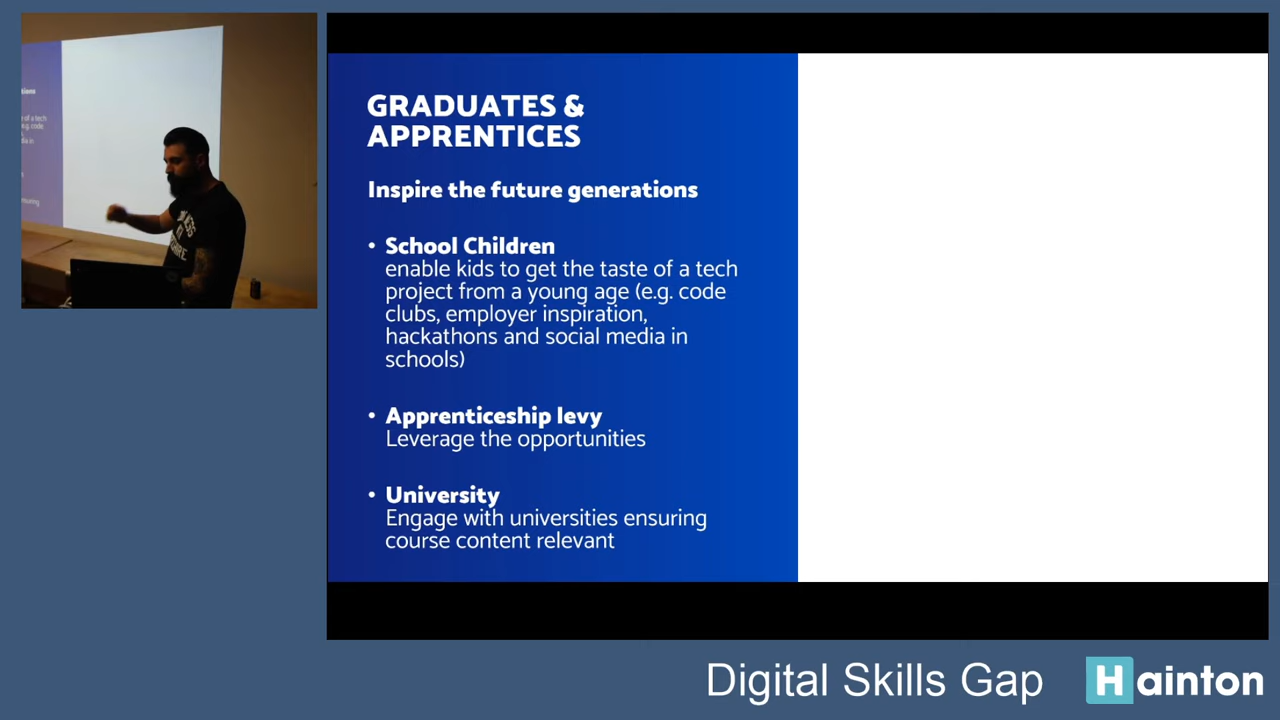 GRADUATES &
APPRENTICES
Inspire the future generations
• School Children
enable kids to get the taste of a tech
project from a young age (e.g. code
clubs, employer inspiration,
hackathons and social media in
schools)
• Apprenticeship levy
Leverage the opportunities
• University
Engage with universities ensuring
course content relevant
Digital Skills Gap
Hainton